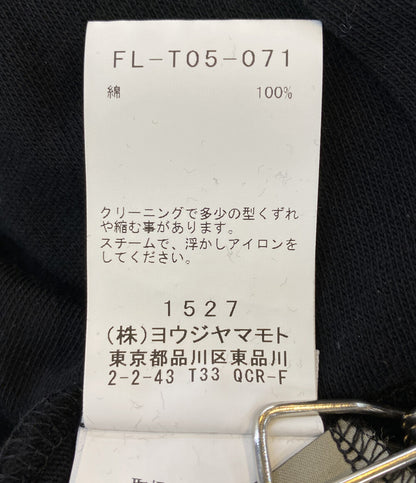 FL-T05-071
綿 100%
クリーニングで多少の型くずれ
や縮む事があります。
スチームで、浮かしアイロンを
してください。
1527
(株)ヨウジヤマモト
東京都品川区東品川
2-2-43 T33 QCR-F